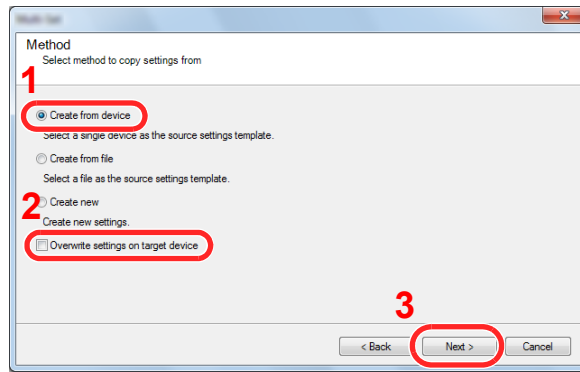 Multi-Set
Method
Select method to copy settings from
1
Create from device
Select a single device as the source settings template.
Create from file
Select a file as the source settings template.
2
Create new
Create new settings.
Overwrite settings on target device
3
< Back
Next >
Cancel